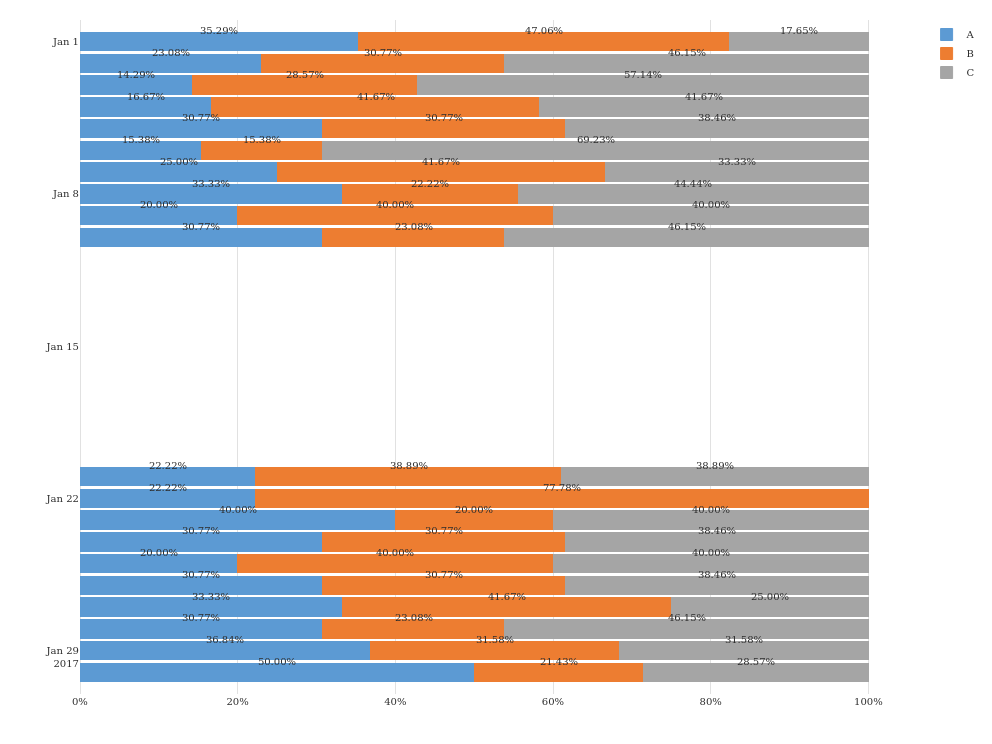 35.29% 47.06% 17.65%
Jan 1
A
23.08% 30.77% 46.15%
B
14.29% 28.57% 57.14%
C
16.67% 41.67% 41.67%
30.77% 30.77% 38.46%
15.38% 15.38% 69.23%
25.00% 41.67% 33.33%
33.33% 22.22% 44.44%
Jan 8
20.00% 40.00% 40.00%
30.77% 23.08% 46.15%
Jan 15
22.22% 38.89% 38.89%
22.22% 77.78%
Jan 22
40.00% 20.00% 40.00%
30.77% 30.77% 38.46%
20.00% 40.00% 40.00%
30.77% 30.77% 38.46%
33.33% 41.67% 25.00%
30.77% 23.08% 46.15%
36.84% 31.58% 31.58%
Jan 29
2017
50.00% 21.43% 28.57%
0% 20% 40% 60% 80% 100%